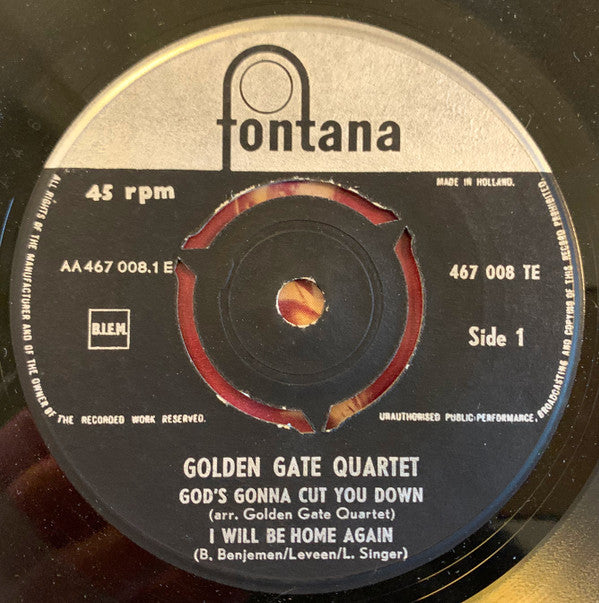 fontana
45 rpm
MADE IN HOLLAND.
AA 467 008.1 E
467 008 TE
B.I.E.M.
Side 1
ALL RIGHTS OF THE MANUFACTURER AND OF THE OWNER OF THE RECORDED WORK RESERVED.
UNAUTHORISED PUBLIC PERFORMANCE, BROADCASTING AND COPYING OF THIS RECORD PROHIBITED
GOLDEN GATE QUARTET
GOD'S GONNA CUT YOU DOWN
(arr. Golden Gate Quartet)
I WILL BE HOME AGAIN
(B. Benjemen/Leveen/L. Singer)